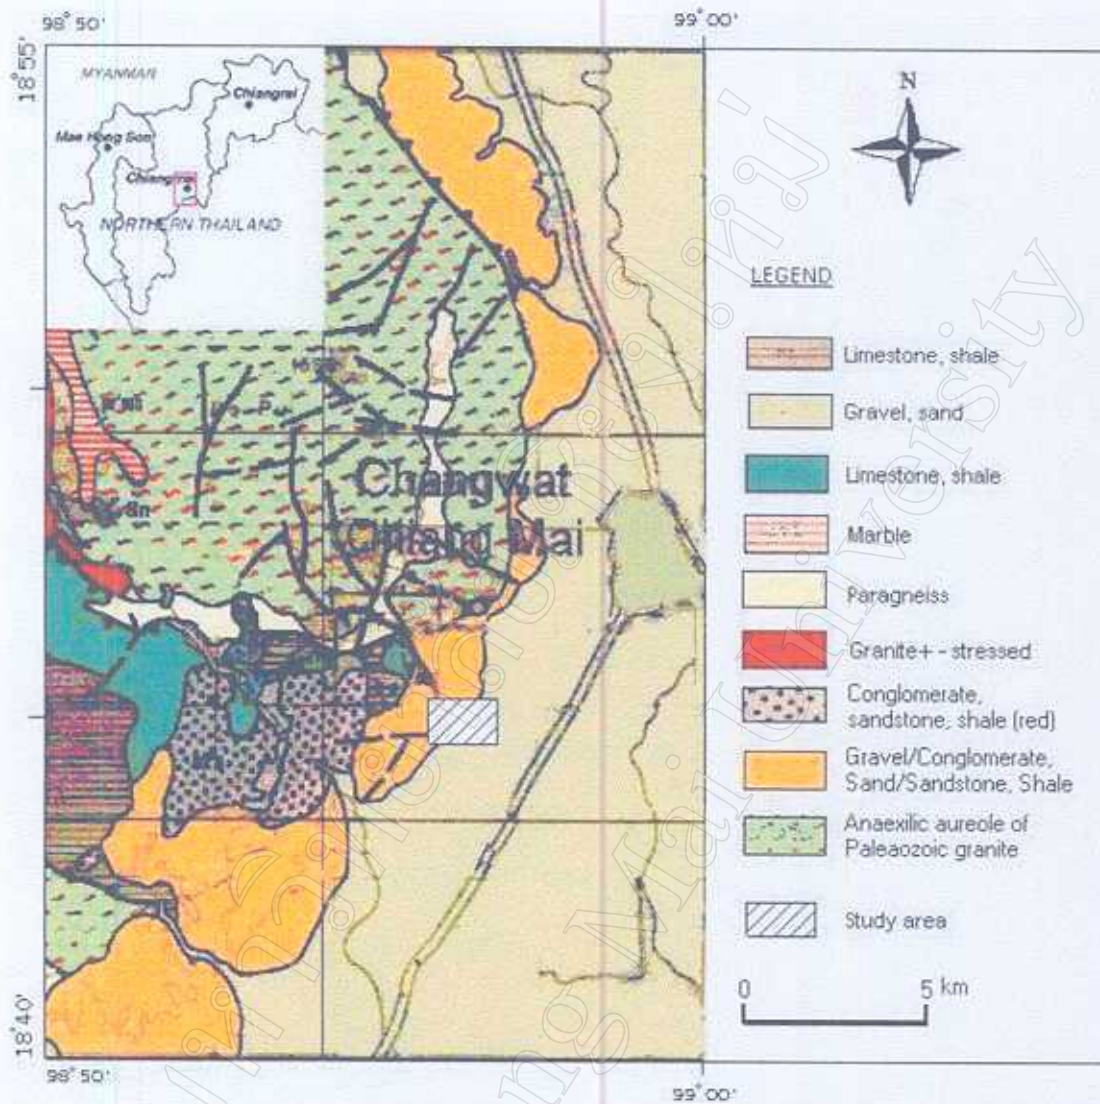 98°50'
99°00'
18°55'
MYANMAR
Chiangrai
Mae Hong Son
Chiangmai
NORTHERN THAILAND
N
LEGEND
Limestone, shale
Gravel, sand
Limestone, shale
Marble
Paragneiss
Granite+ - stressed
Conglomerate,
sandstone, shale (red)
Gravel/Conglomerate,
Sand/Sandstone, Shale
Anaexilic aureole of
Paleaozoic granite
Study area
0 5 km
Changwat
Chiang Mai
18°40'
98°50'
99°00'
Mai University